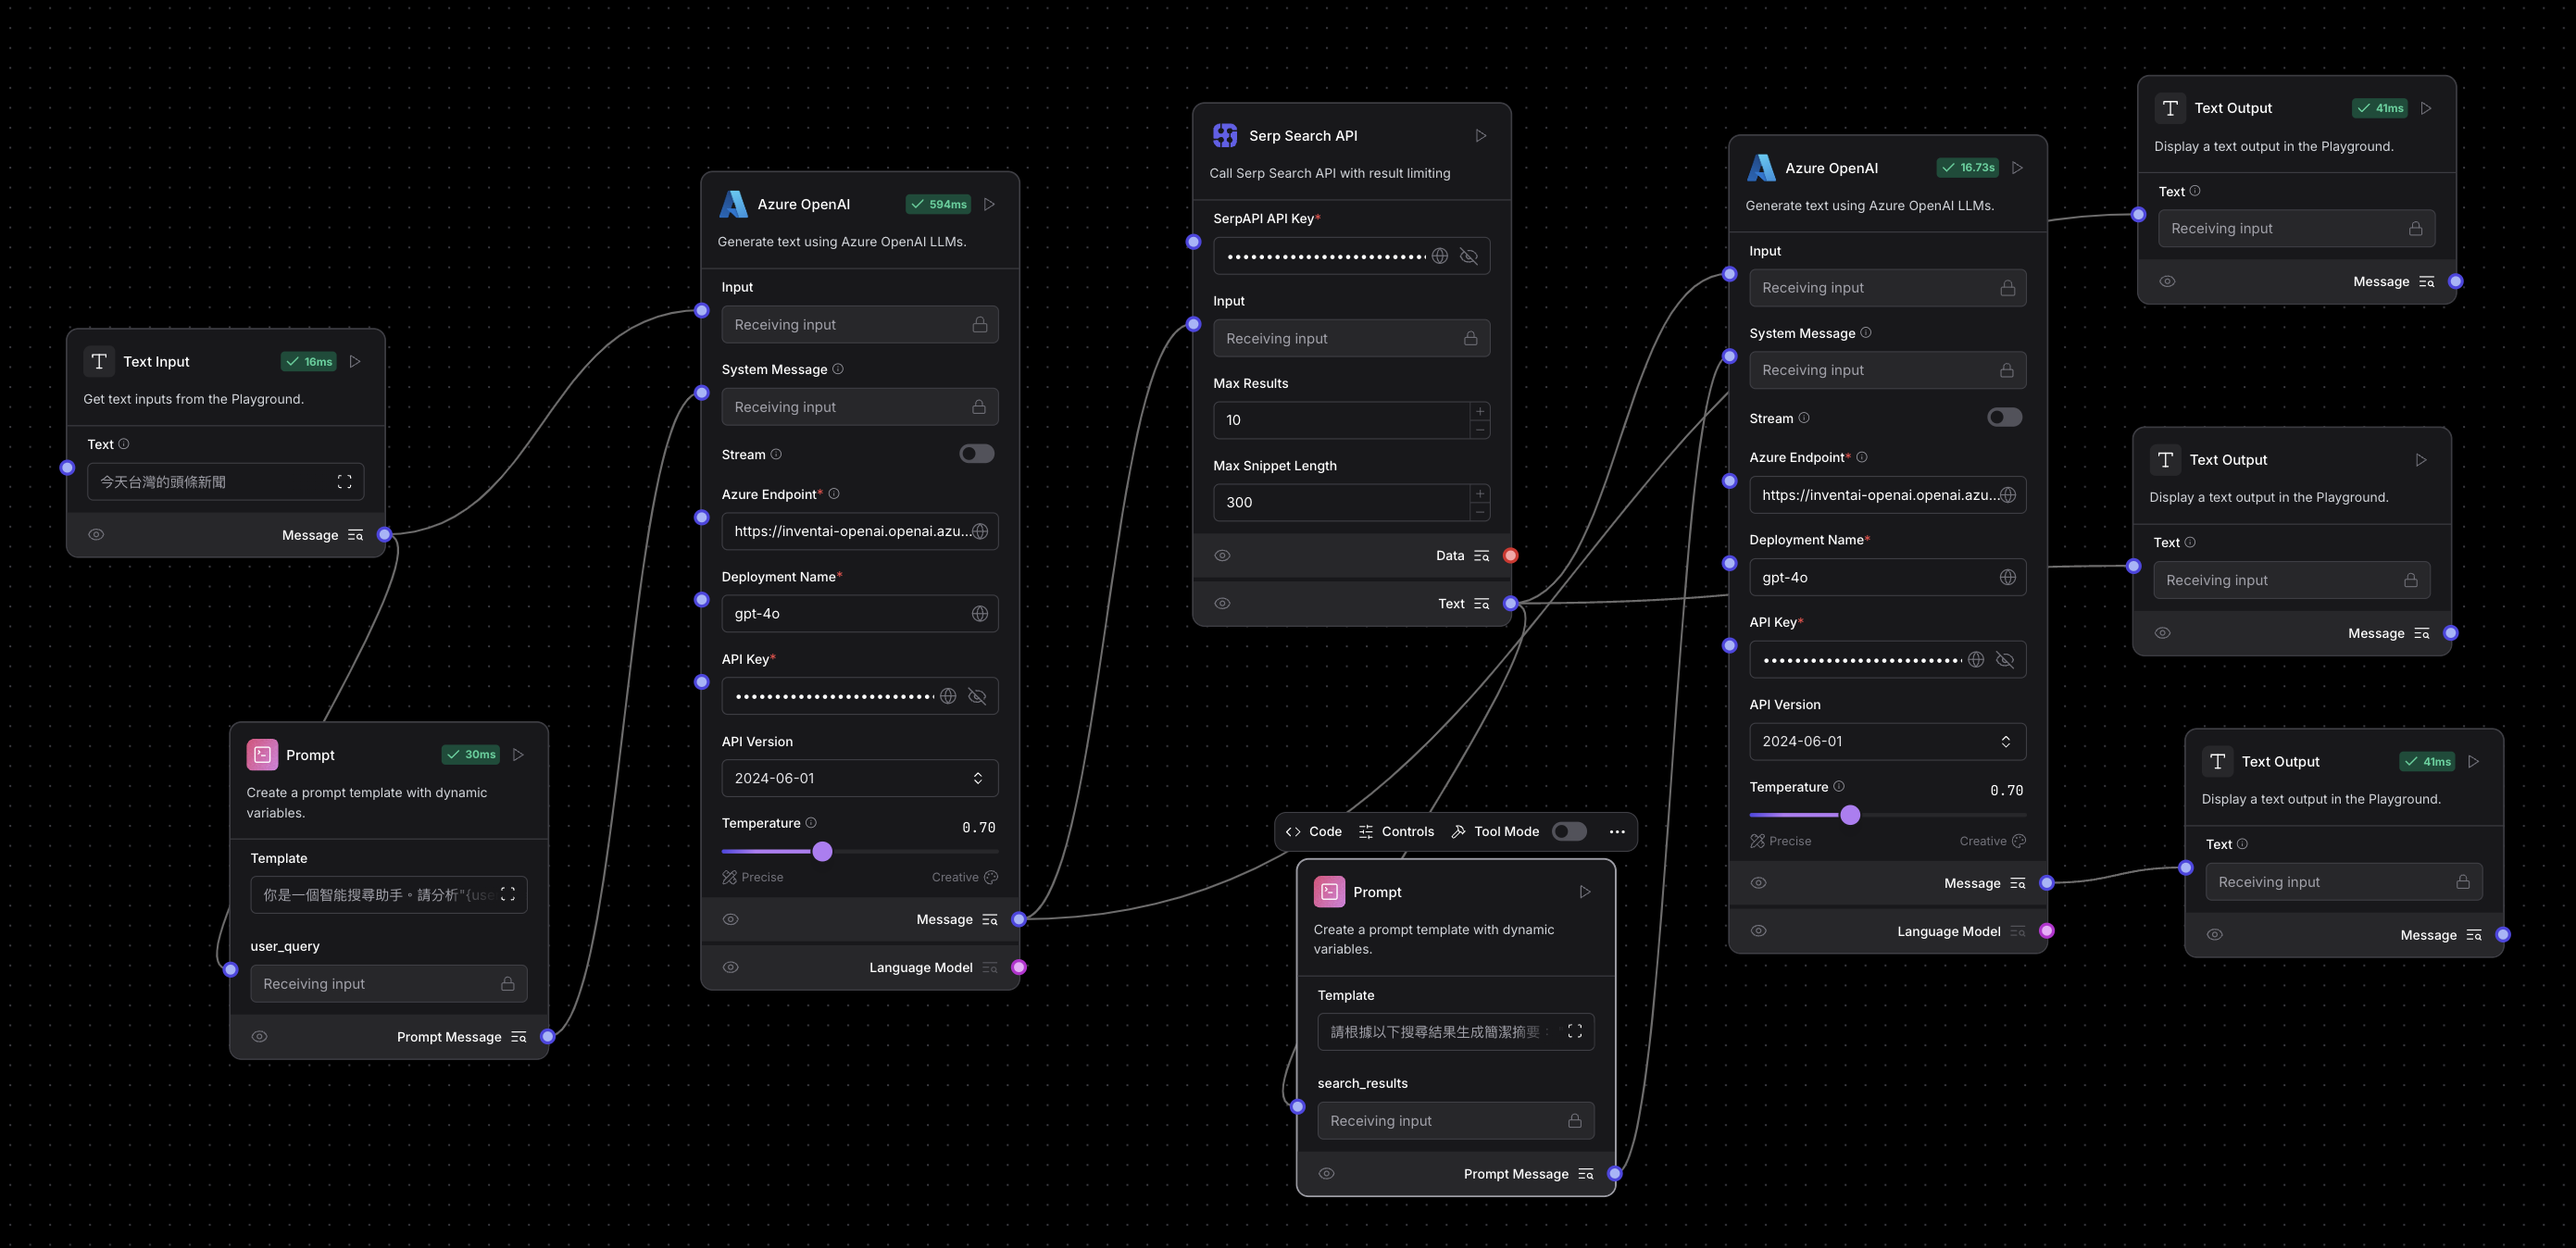 Text Input
16ms
Get text inputs from the Playground.
Text
今天台灣的頭條新聞
Message
Prompt
30ms
Create a prompt template with dynamic
variables.
Template
你是一個智能搜尋助手。請分析"{use
user_query
Receiving input
Prompt Message
Azure OpenAI
594ms
Generate text using Azure OpenAI LLMs.
Input
Receiving input
System Message
Receiving input
Stream
Azure Endpoint*
https://inventai-openai.openai.azu...
Deployment Name*
gpt-4o
API Key*
API Version
2024-06-01
Temperature
0.70
Precise
Creative
Message
Language Model
Serp Search API
Call Serp Search API with result limiting
SerpAPI API Key*
Input
Receiving input
Max Results
10
Max Snippet Length
300
Data
Text
Code
Controls
Tool Mode
Prompt
Create a prompt template with dynamic
variables.
Template
請根據以下搜尋結果生成簡潔摘要：
search_results
Receiving input
Prompt Message
Azure OpenAI
16.73s
Generate text using Azure OpenAI LLMs.
Input
Receiving input
System Message
Receiving input
Stream
Azure Endpoint*
https://inventai-openai.openai.azu...
Deployment Name*
gpt-4o
API Key*
API Version
2024-06-01
Temperature
0.70
Precise
Creative
Message
Language Model
Text Output
41ms
Display a text output in the Playground.
Text
Receiving input
Message
Text Output
Display a text output in the Playground.
Text
Receiving input
Message
Text Output
41ms
Display a text output in the Playground.
Text
Receiving input
Message